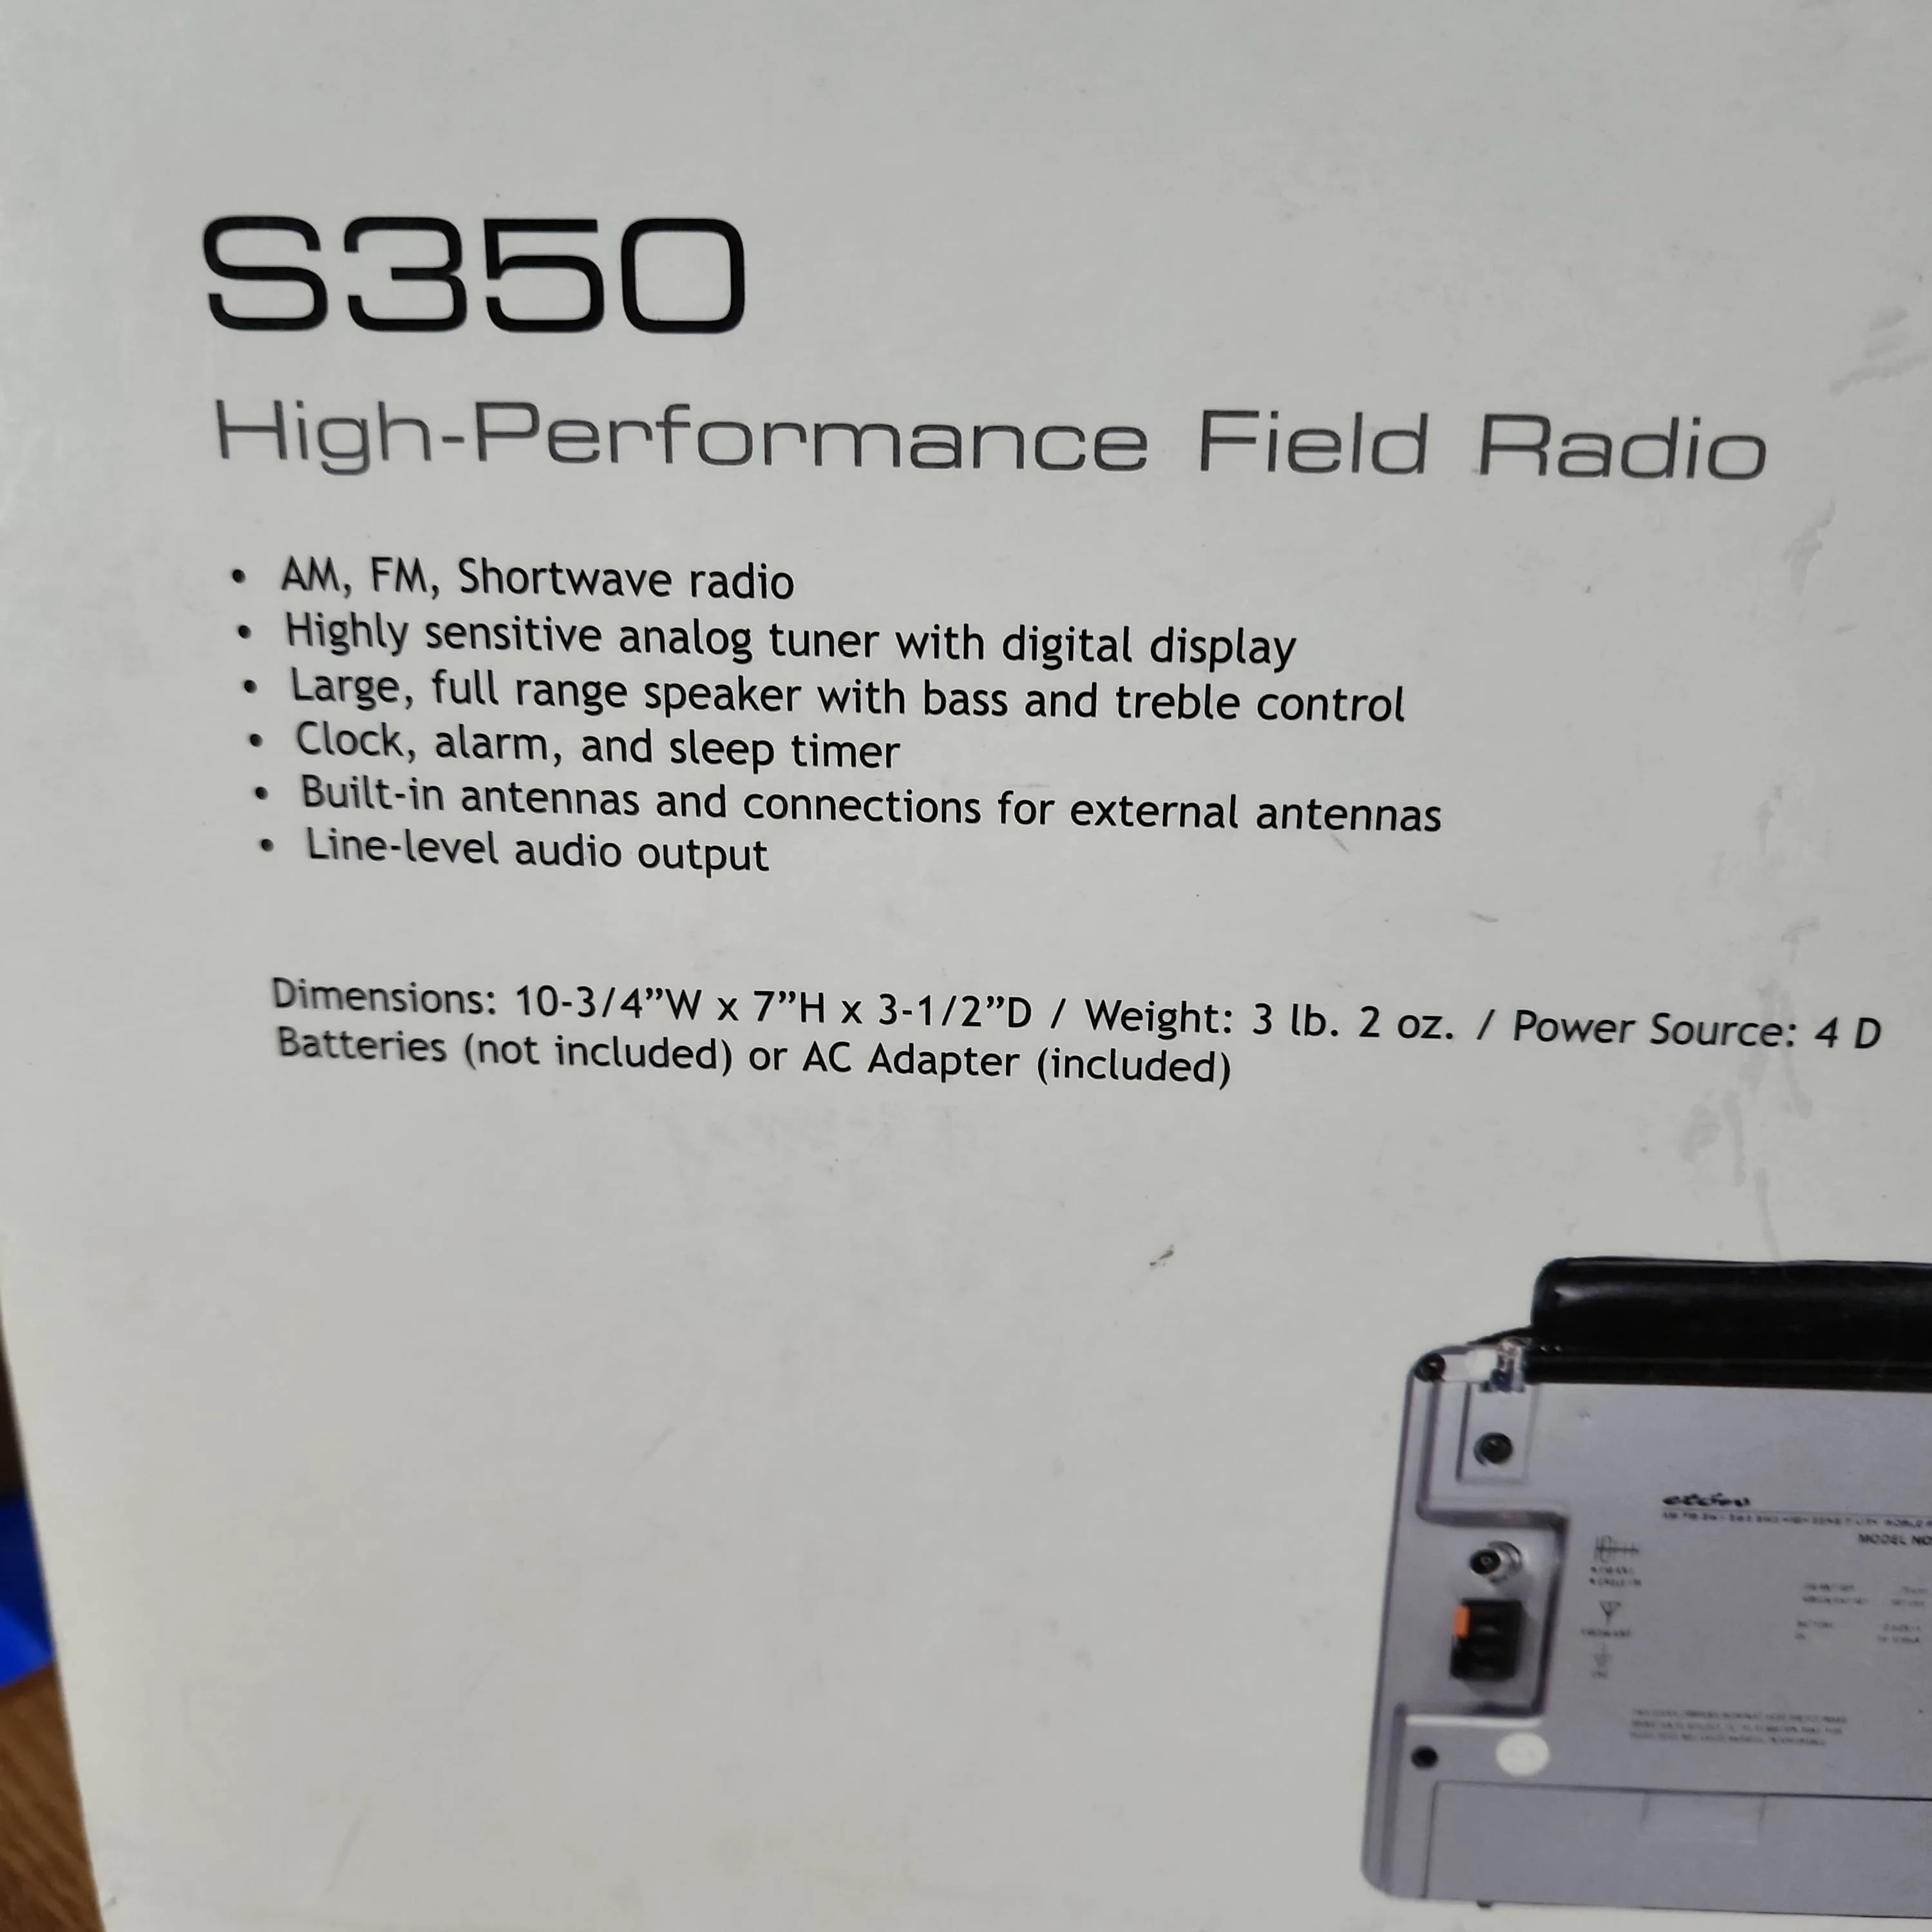 S350
High-Performance Field Radio
• AM, FM, Shortwave radio
• Highly sensitive analog tuner with digital display
• Large, full range speaker with bass and treble control
• Clock, alarm, and sleep timer
• Built-in antennas and connections for external antennas
• Line-level audio output
Dimensions: 10-3/4”W x 7”H x 3-1/2”D / Weight: 3 lb. 2 oz. / Power Source: 4 D
Batteries (not included) or AC Adapter (included)
MODEL NO